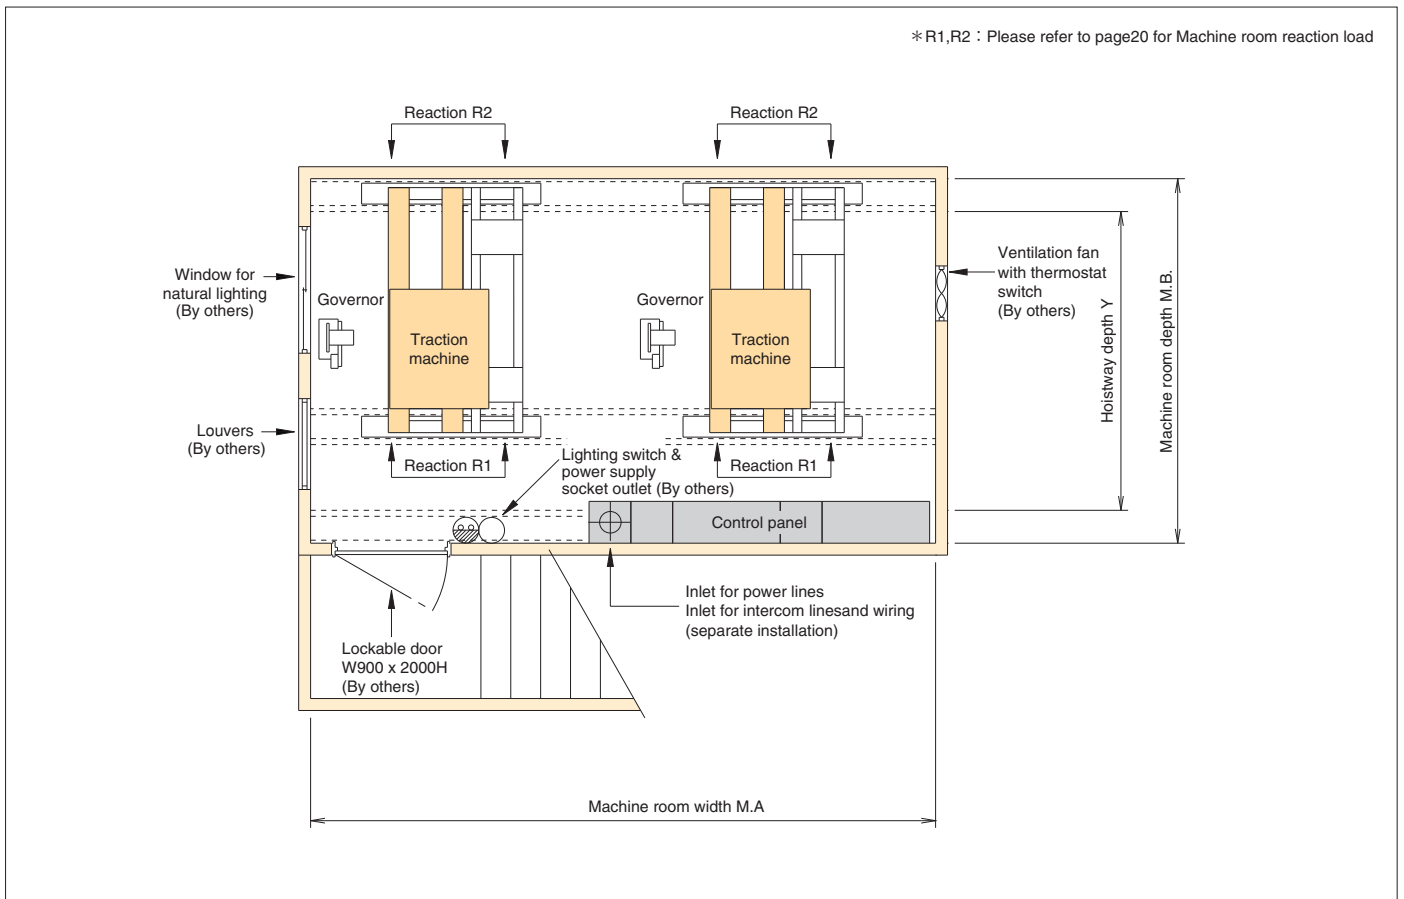 *R1,R2 : Please refer to page20 for Machine room reaction load
Reaction R2
Reaction R2
Window for
natural lighting
(By others)
Governor
Traction
machine
Governor
Traction
machine
Ventilation fan
with thermostat
switch
(By others)
Hoistway depth Y
Machine room depth M.B.
Louvers
(By others)
Reaction R1
Lighting switch &
power supply
socket outlet (By others)
Reaction R1
Control panel
Inlet for power lines
Inlet for intercom linesand wiring
(separate installation)
Lockable door
W900 x 2000H
(By others)
Machine room width M.A